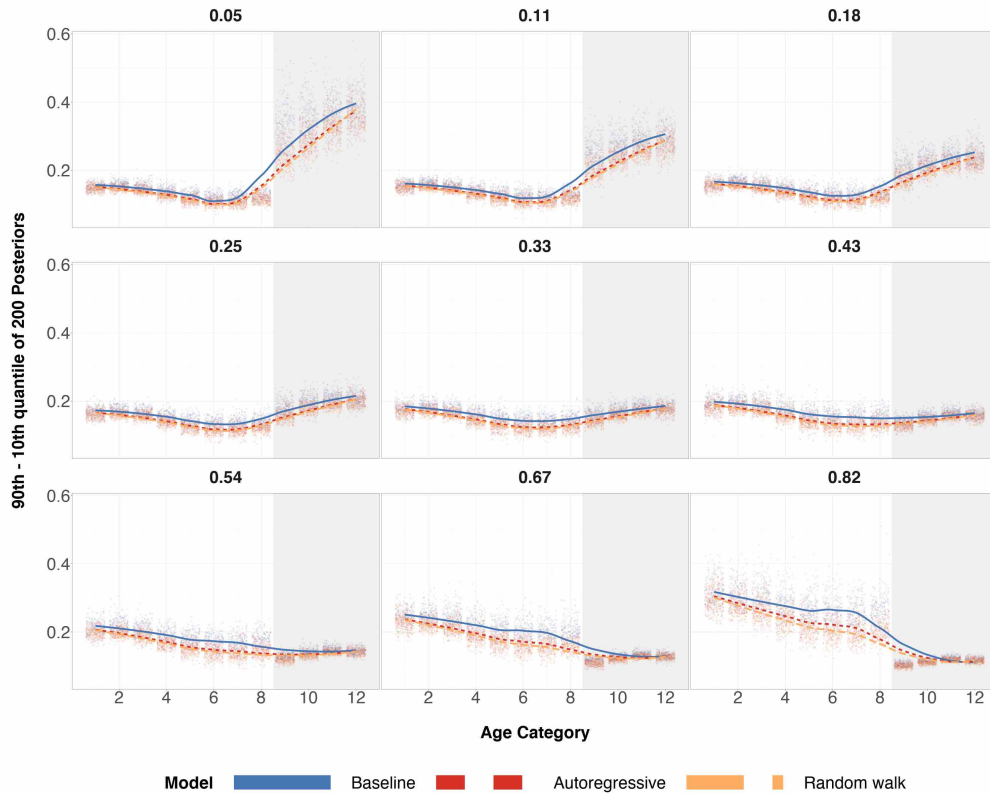 0.05 0.11 0.18
0.6
0.4
0.2
0.25 0.33 0.43
0.6
0.4
0.2
0.54 0.67 0.82
0.6
0.4
0.2
2 4 6 8 10 12 2 4 6 8 10 12 2 4 6 8 10 12
90th - 10th quantile of 200 Posteriors
Age Category
Model Baseline Autoregressive Random walk